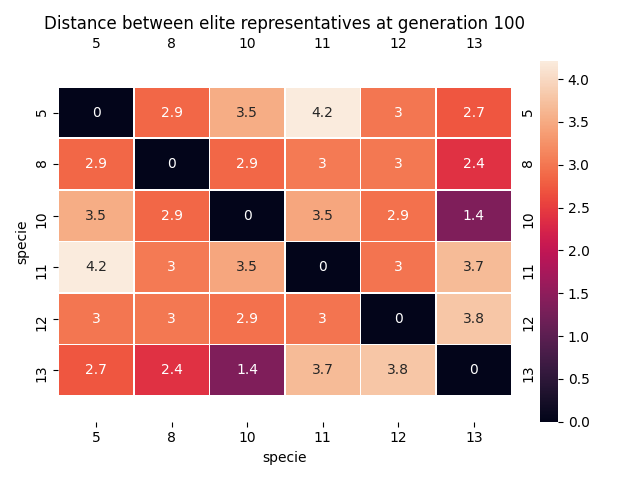 Distance between elite representatives at generation 100
5 8 10 11 12 13
5 0 2.9 3.5 4.2 3 2.7 5 4.0
3.5
8 2.9 0 2.9 3 3 2.4 8 3.0
10 3.5 2.9 0 3.5 2.9 1.4 10 2.5
specie 2.0
11 4.2 3 3.5 0 3 3.7 11 1.5
12 3 3 2.9 3 0 3.8 12 1.0
13 2.7 2.4 1.4 3.7 3.8 0 13 0.5
0.0
5 8 10 11 12 13
specie